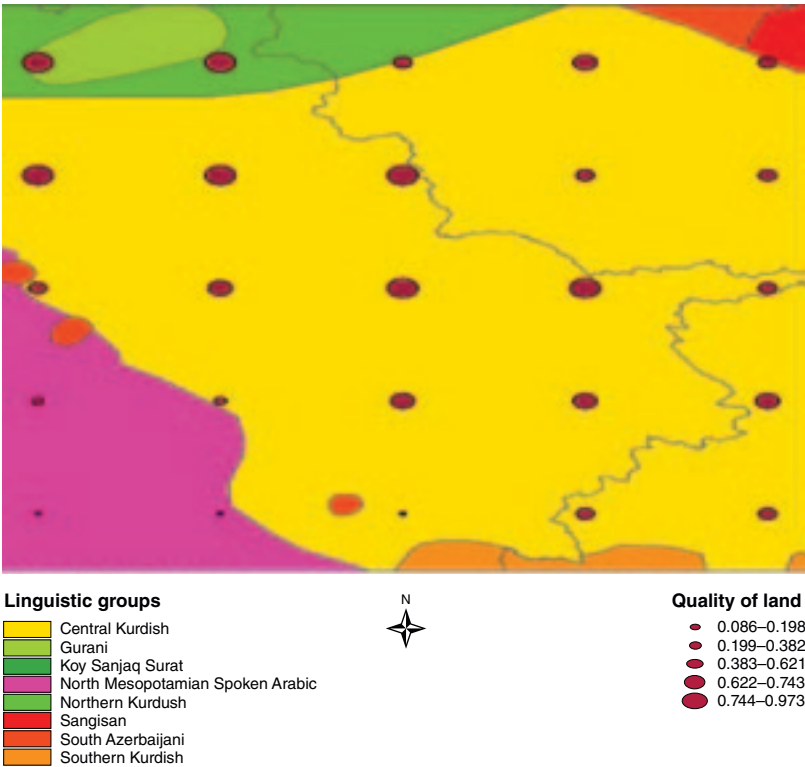 Linguistic groups
Central Kurdish
Gurani
Koy Sanjaq Surat
North Mesopotamian Spoken Arabic
Northern Kurdush
Sangisan
South Azerbaijani
Southern Kurdish
N
Quality of land
0.086–0.198
0.199–0.382
0.383–0.621
0.622–0.743
0.744–0.973